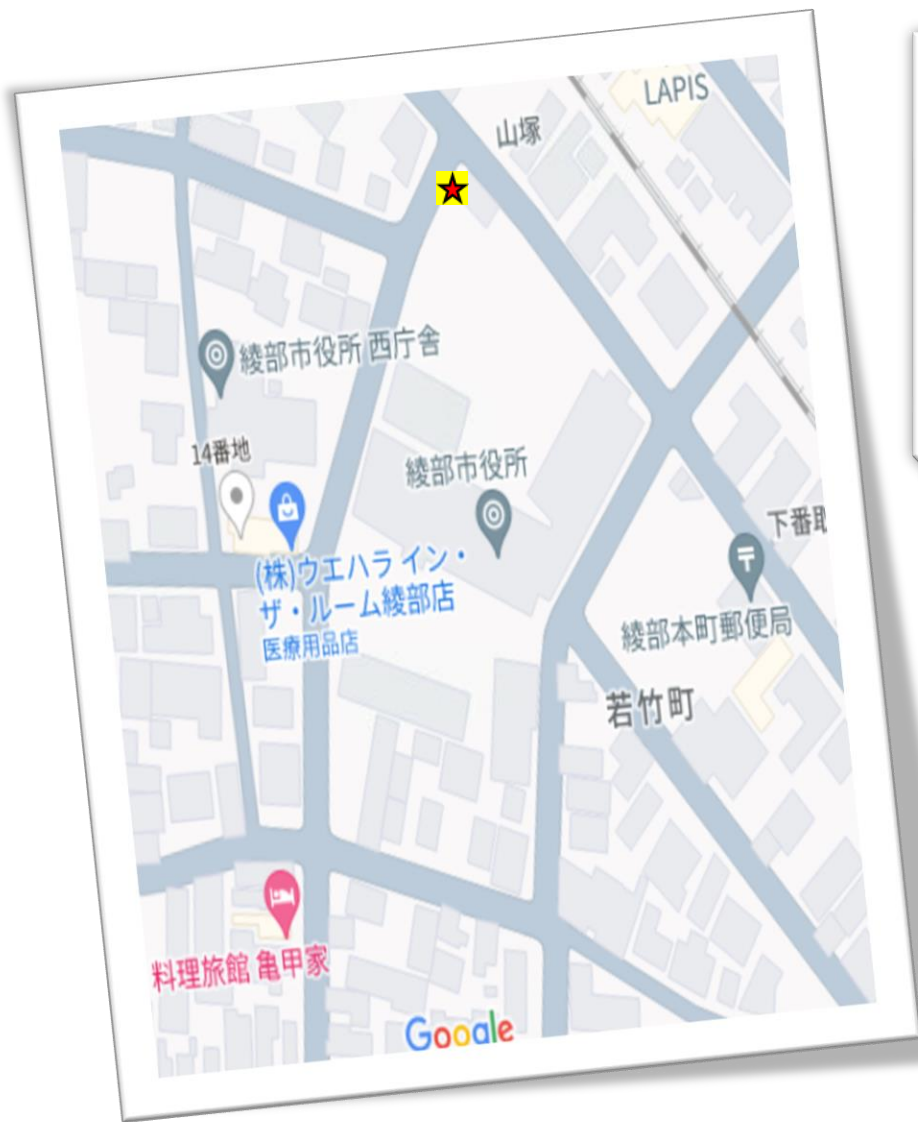 LAPIS
山塚
綾部市役所 西庁舎
14番地
綾部市役所
(株)ウエハラ イン・
ザ・ルーム綾部店
医療用品店
下番取
綾部本町郵便局
若竹町
料理旅館 亀甲家
Google